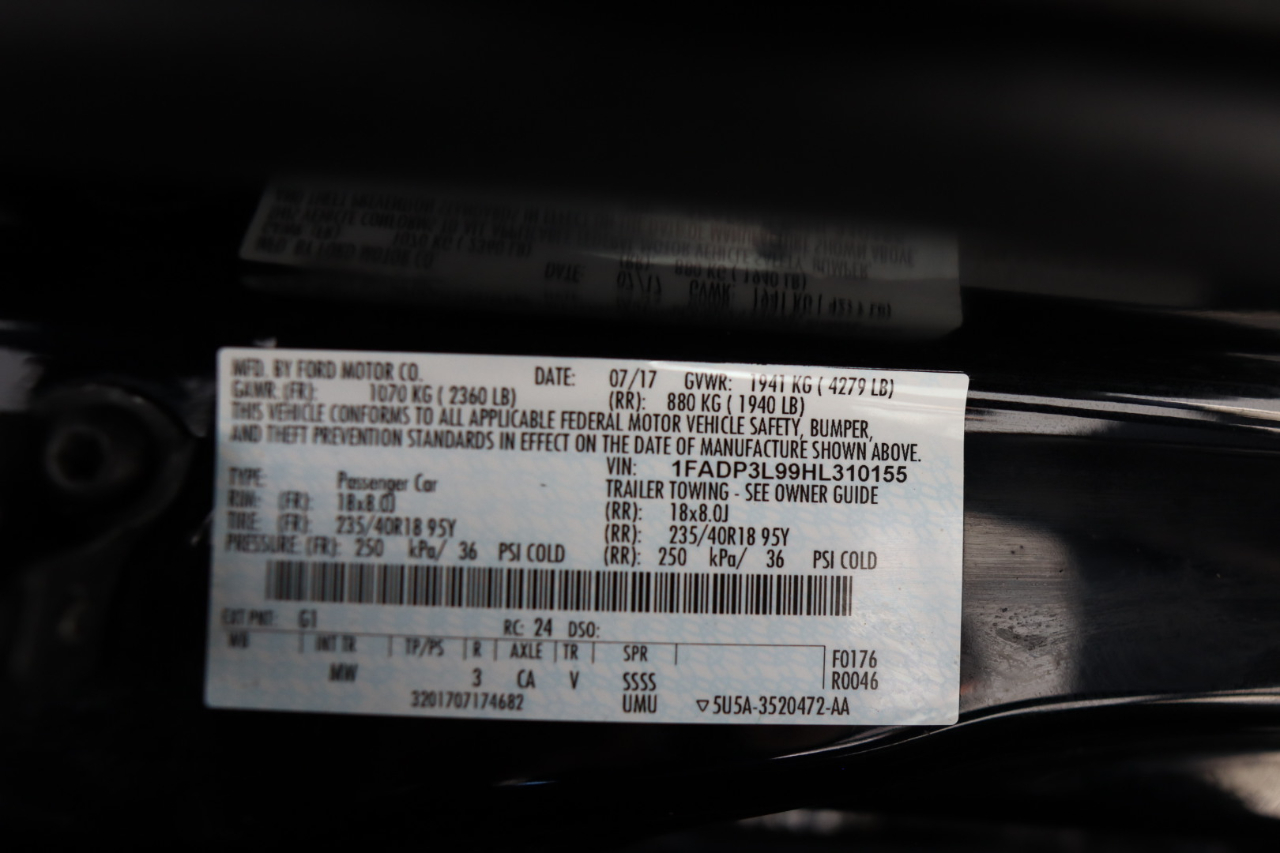 MFD. BY FORD MOTOR CO. DATE: 07/17 GVWR: 1941 KG ( 4279 LB)
GAWR: (FR): 1070 KG ( 2360 LB) (RR): 880 KG ( 1940 LB)
THIS VEHICLE CONFORMS TO ALL APPLICABLE FEDERAL MOTOR VEHICLE SAFETY, BUMPER,
AND THEFT PREVENTION STANDARDS IN EFFECT ON THE DATE OF MANUFACTURE SHOWN ABOVE.
VIN: 1FADP3L99HL310155
TYPE: Passenger Car TRAILER TOWING - SEE OWNER GUIDE
RIM: (FR): 18x8.0J (RR): 18x8.0J
TIRE: (FR): 235/40R18 95Y (RR): 235/40R18 95Y
PRESSURE: (FR): 250 kPa/ 36 PSI COLD (RR): 250 kPa/ 36 PSI COLD
EXT PNT: G1 RC: 24 DSO:
WB INT TR TP/PS R AXLE TR SPR F0176
MW 3 CA V SSSS R0046
3201707174682 UMU ▽5U5A-3520472-AA